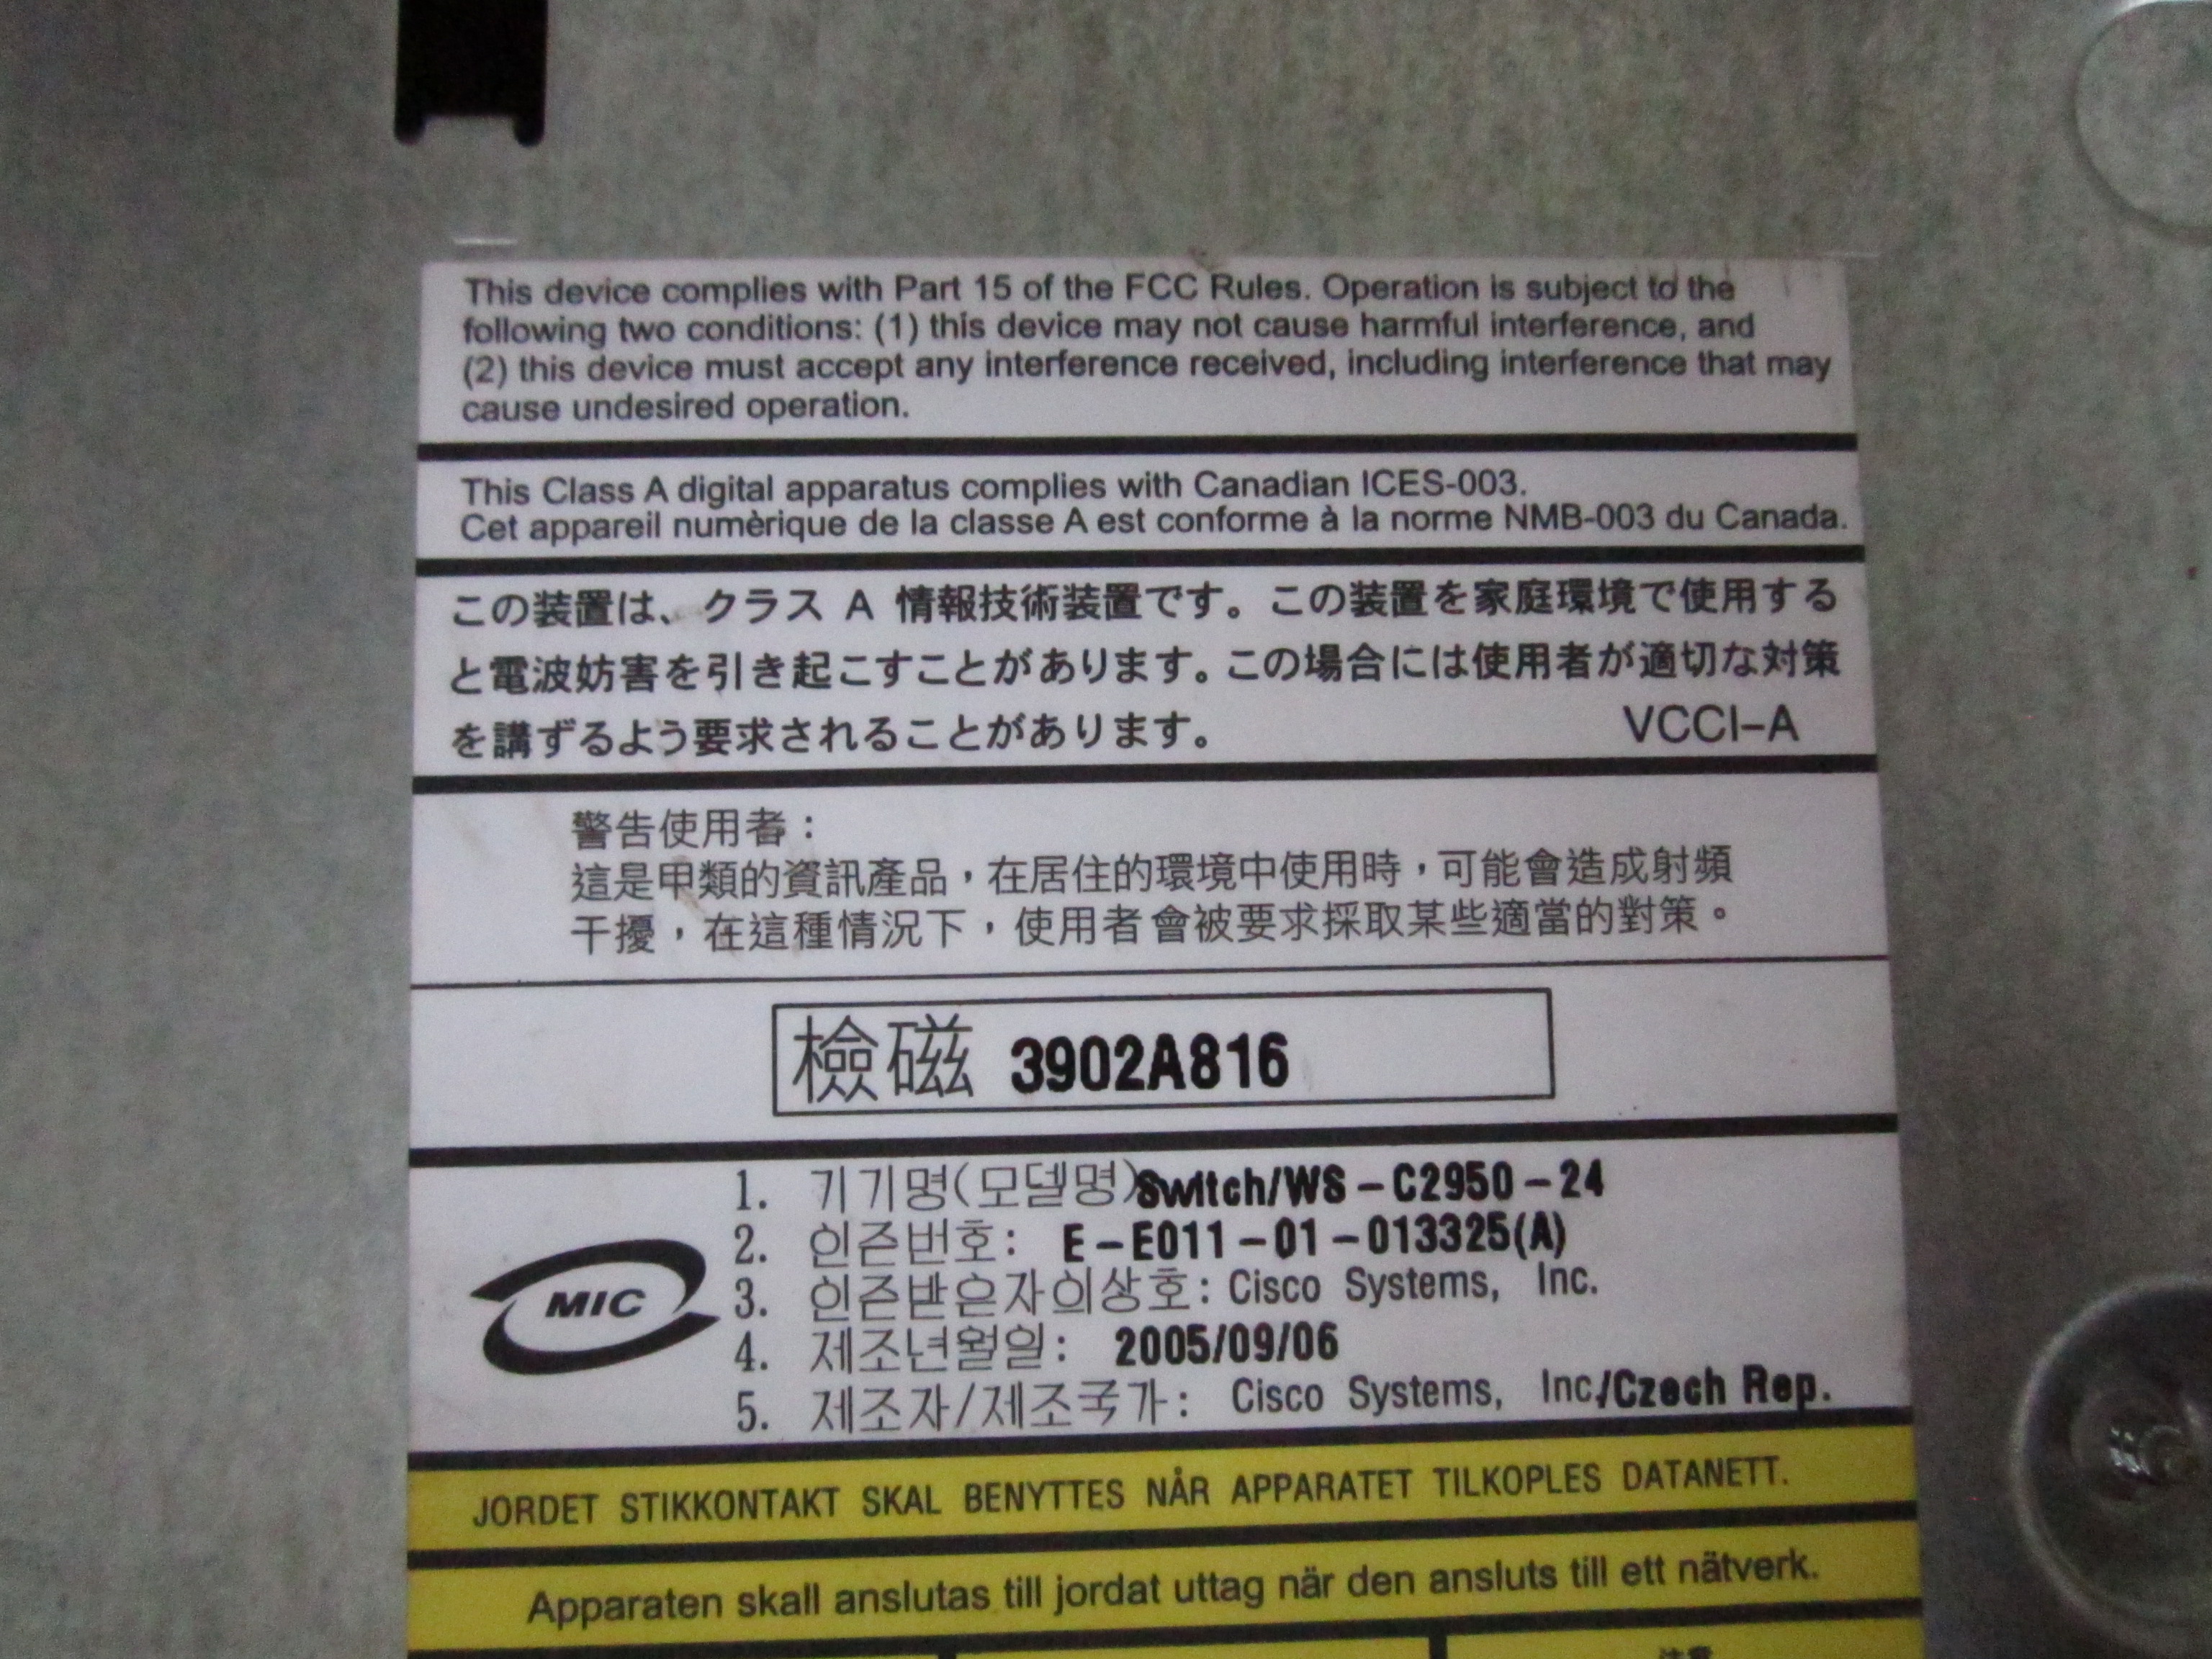 This device complies with Part 15 of the FCC Rules. Operation is subject to the
following two conditions: (1) this device may not cause harmful interference, and
(2) this device must accept any interference received, including interference that may
cause undesired operation.
This Class A digital apparatus complies with Canadian ICES-003.
Cet appareil numèrique de la classe A est conforme à la norme NMB-003 du Canada.
この装置は、クラス A 情報技術装置です。この装置を家庭環境で使用する
と電波妨害を引き起こすことがあります。この場合には使用者が適切な対策
を講ずるよう要求されることがあります。 VCCI-A
警告使用者：
這是甲類的資訊產品，在居住的環境中使用時，可能會造成射頻
干擾，在這種情況下，使用者會被要求採取某些適當的對策。
檢磁 3902A816
1. 기기명(모델명)Switch/WS-C2950-24
2. 인증번호: E-E011-01-013325(A)
MIC
3. 인증받은자의상호: Cisco Systems, Inc.
4. 제조년월일: 2005/09/06
5. 제조자/제조국가: Cisco Systems, Inc./Czech Rep.
JORDET STIKKONTAKT SKAL BENYTTES NÅR APPARATET TILKOPLES DATANETT.
Apparaten skall anslutas till jordat uttag när den ansluts till ett nätverk.